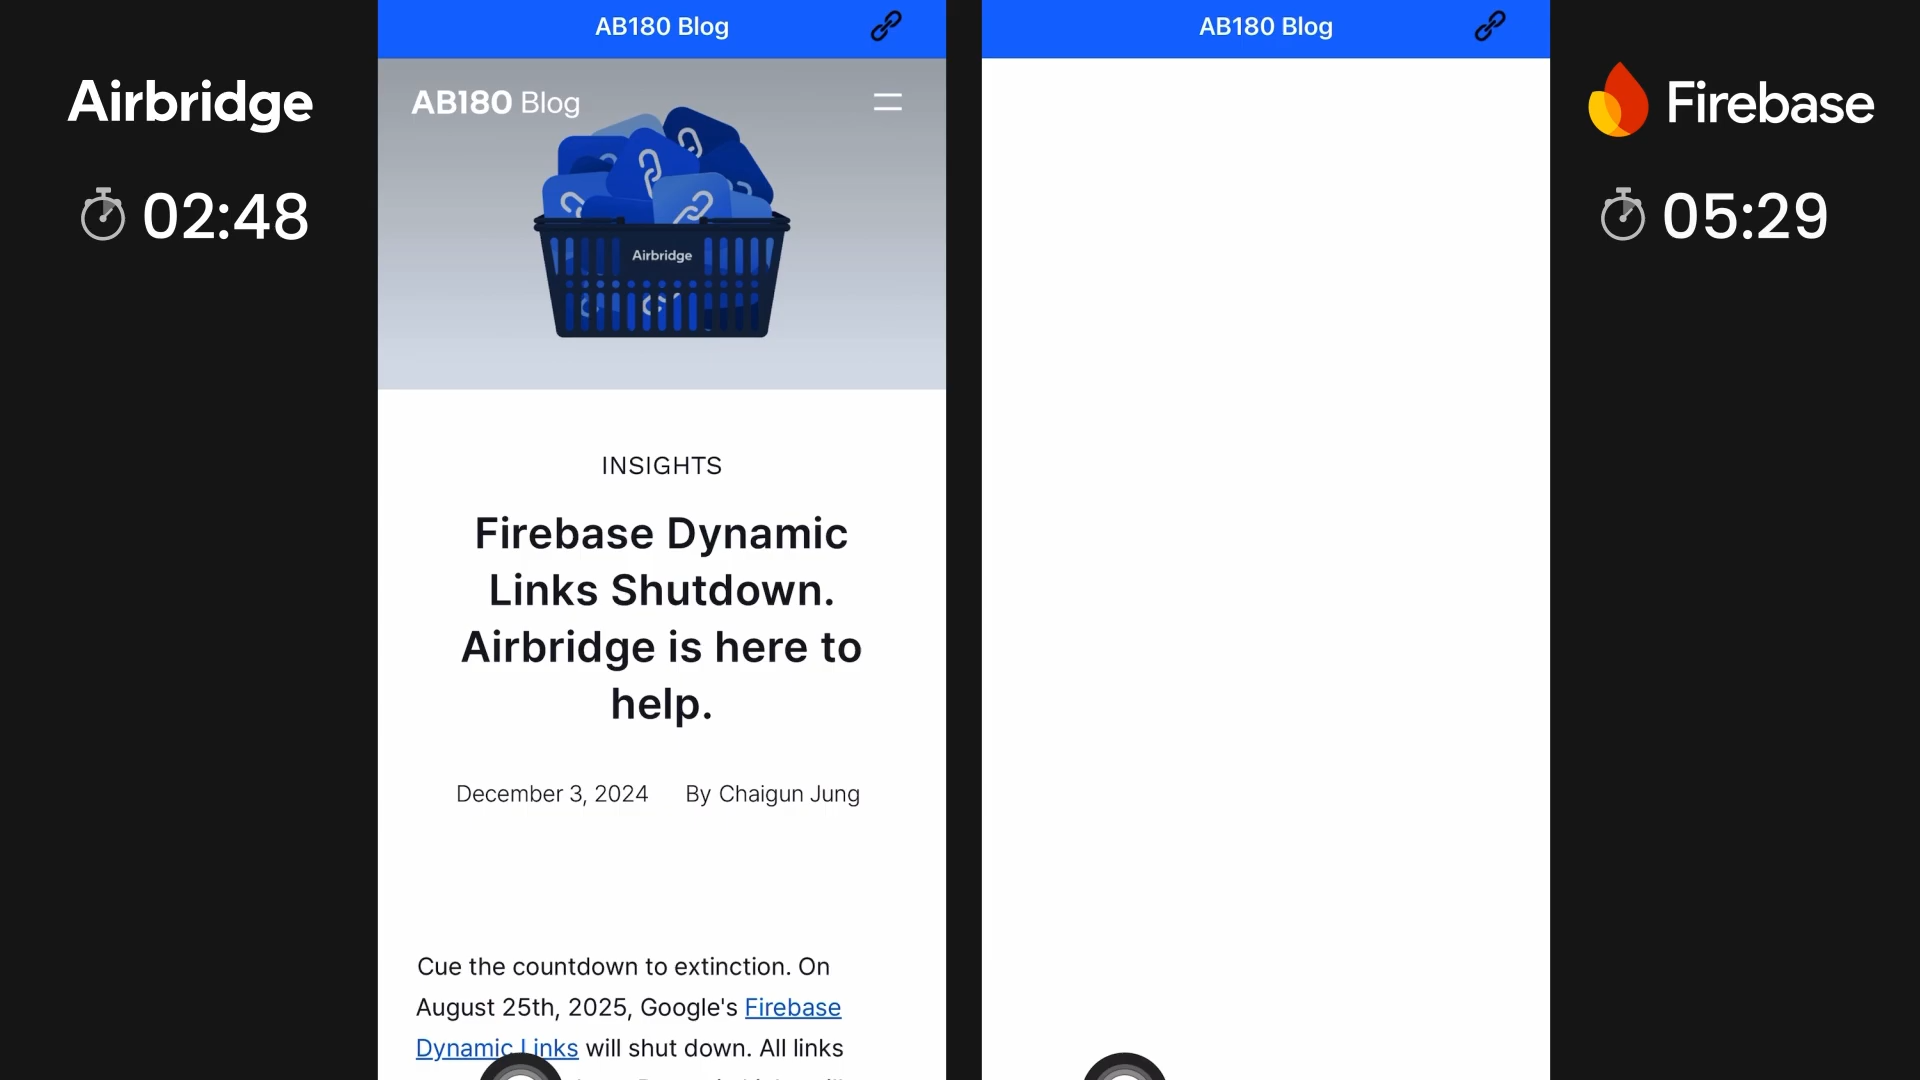 Airbridge
02:48
AB180 Blog
AB180 Blog
Airbridge
INSIGHTS
Firebase Dynamic
Links Shutdown.
Airbridge is here to
help.
December 3, 2024 By Chaigun Jung
Cue the countdown to extinction. On
August 25th, 2025, Google's Firebase
Dynamic Links will shut down. All links
AB180 Blog
Firebase
05:29